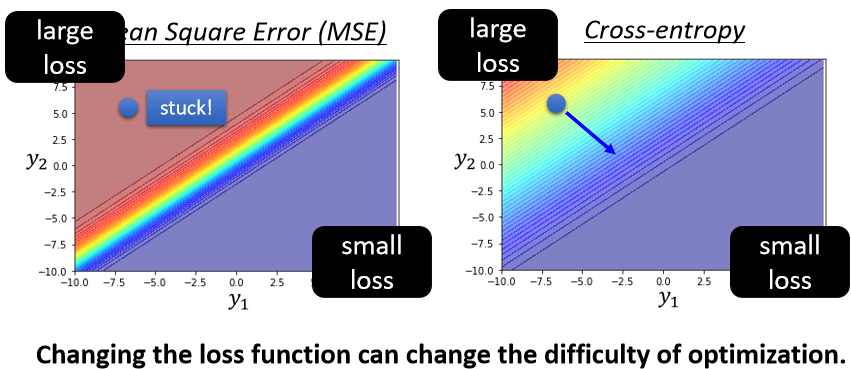 large
loss
ean Square Error (MSE)
7.5
5.0
2.5
0.0
−2.5
−5.0
−7.5
−10.0
y₂
stuck!
small
loss
−10.0 −7.5 −5.0 −2.5 0.0 2.5
y₁
large
loss
Cross-entropy
7.5
5.0
2.5
0.0
−2.5
−5.0
−7.5
−10.0
y₂
small
loss
−10.0 −7.5 −5.0 −2.5 0.0 2.5
y₁
Changing the loss function can change the difficulty of optimization.